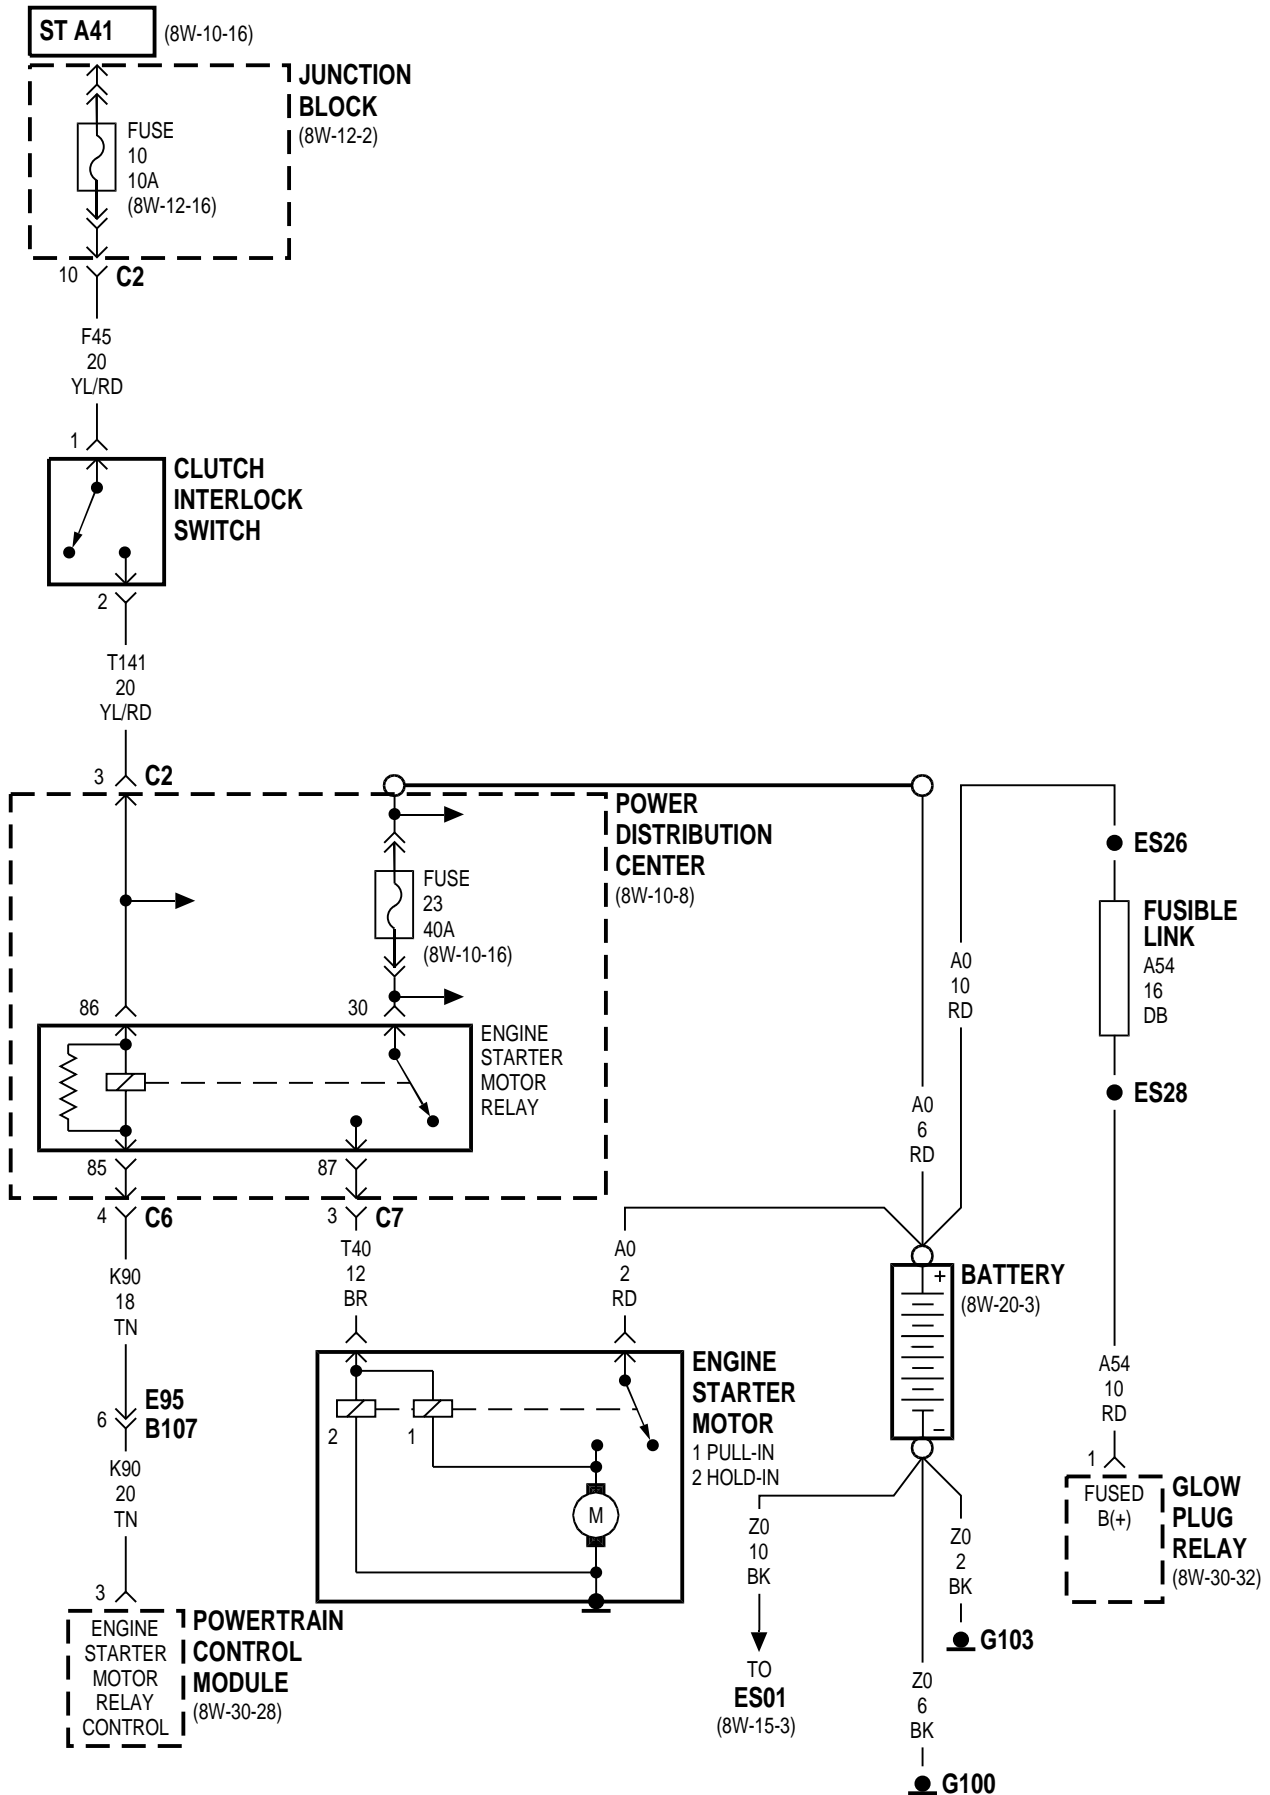 ST A41
(8W-10-16)
JUNCTION
BLOCK
(8W-12-2)
FUSE
10
10A
(8W-12-16)
10
C2
F45
20
YL/RD
1
CLUTCH
INTERLOCK
SWITCH
2
T141
20
YL/RD
3
C2
POWER
DISTRIBUTION
CENTER
(8W-10-8)
FUSE
23
40A
(8W-10-16)
86
30
ENGINE
STARTER
MOTOR
RELAY
85
87
4
C6
3
C7
K90
18
TN
6
E95
B107
K90
20
TN
3
ENGINE
STARTER
MOTOR
RELAY
CONTROL
POWERTRAIN
CONTROL
MODULE
(8W-30-28)
T40
12
BR
A0
2
RD
2
1
M
ENGINE
STARTER
MOTOR
1 PULL-IN
2 HOLD-IN
A0
6
RD
A0
10
RD
+
−
BATTERY
(8W-20-3)
Z0
10
BK
TO
ES01
(8W-15-3)
Z0
2
BK
G103
Z0
6
BK
G100
ES26
FUSIBLE
LINK
A54
16
DB
ES28
A54
10
RD
1
FUSED
B(+)
GLOW
PLUG
RELAY
(8W-30-32)